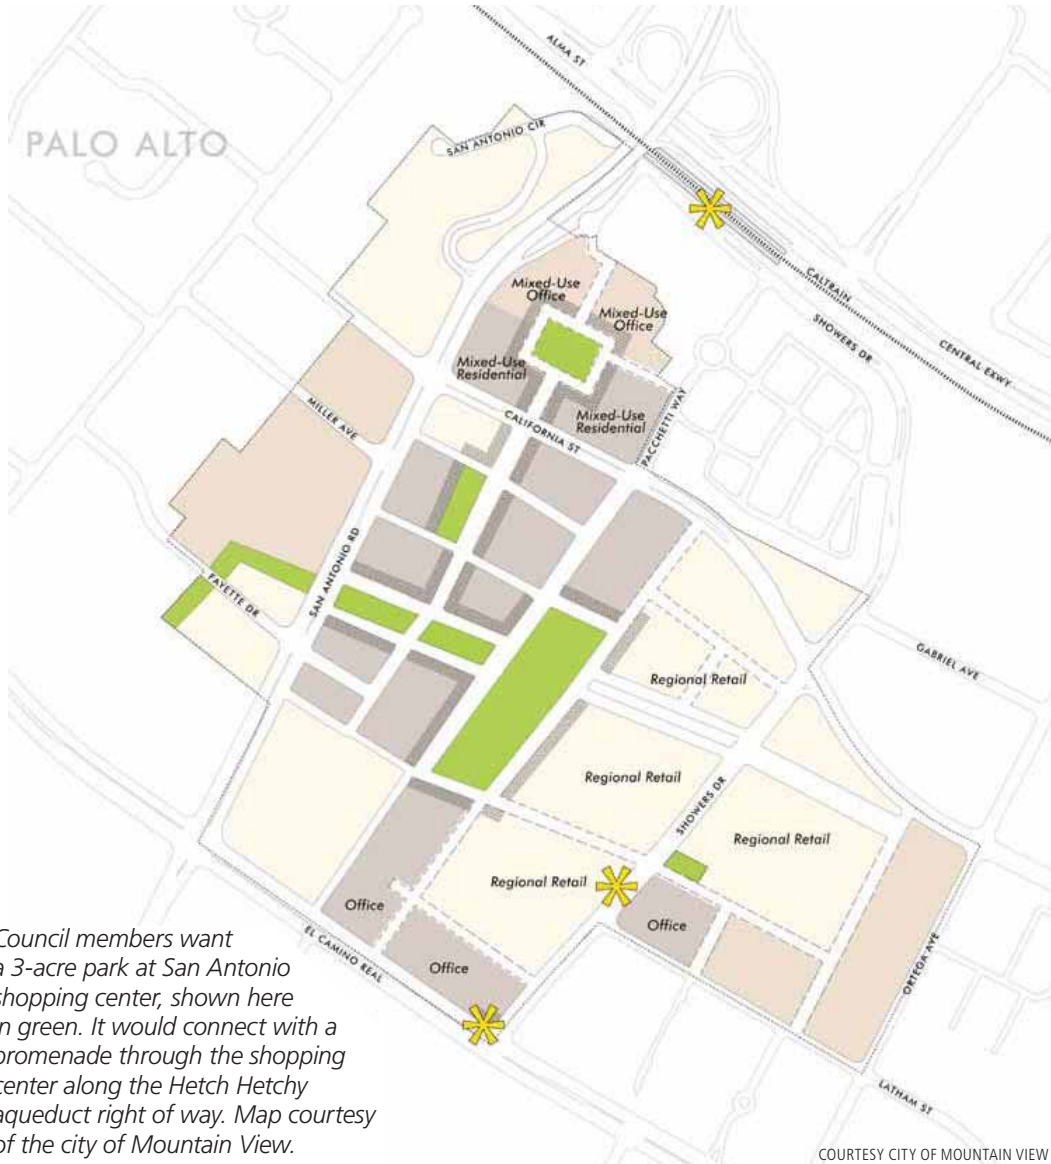 ALMA ST
PALO ALTO
SAN ANTONIO CIR
CALTRAIN
CENTRAL EXWY
SHOWERS DR
Mixed-Use
Office
Mixed-Use
Office
Mixed-Use
Residential
Mixed-Use
Residential
PACCHETTI WAY
CALIFORNIA ST
MILLER AVE
SAN ANTONIO RD
FAYETTE DR
GABRIEL AVE
Regional Retail
Regional Retail
SHOWERS DR
Regional Retail
Regional Retail
Office
Office
Office
EL CAMINO REAL
ORTEGA AVE
LATHAM ST
Council members want
a 3-acre park at San Antonio
shopping center, shown here
in green. It would connect with a
promenade through the shopping
center along the Hetch Hetchy
aqueduct right of way. Map courtesy
of the city of Mountain View.
COURTESY CITY OF MOUNTAIN VIEW